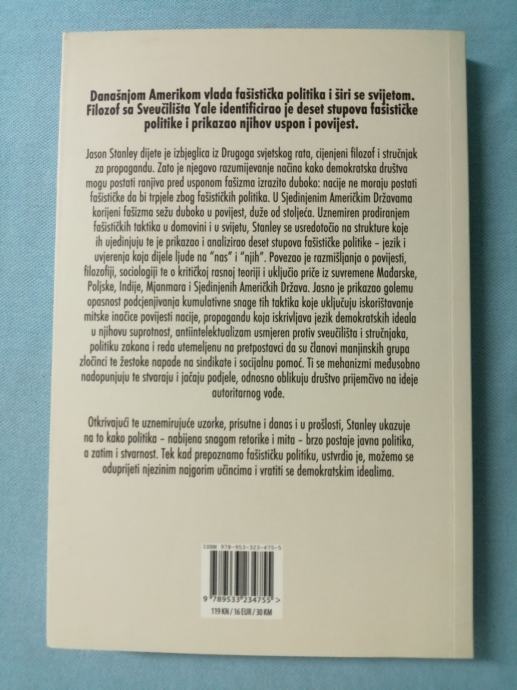 Današnjom Amerikom vlada fašistička politika i širi se svijetom.
Filozof sa Sveučilišta Yale identificirao je deset stupova fašističke
politike i prikazao njihov uspon i povijest.
Jason Stanley dijete je izbjeglica iz Drugoga svjetskog rata, cijenjeni filozof i stručnjak
za propagandu. Zato je njegovo razumijevanje načina kako demokratska društva
mogu postati ranjiva pred usponom fašizma izrazito duboko: nacije ne moraju postati
fašističke da bi trpjele zbog fašističkih politika. U Sjedinjenim Američkim Državama
korijeni fašizma sežu duboko u povijest, duže od stoljeća. Uznemiren prodiranjem
fašističkih taktika u domovini i u svijetu, Stanley se usredotočio na strukture koje
ih ujedinjuju te je prikazao i analizirao deset stupova fašističke politike – jezik i
uvjerenja koja dijele ljude na "nas" i "njih". Povezao je razmišljanja o povijesti,
filozofiji, sociologiji te o kritičkoj rasnoj teoriji i uključio priče iz suvremene Mađarske,
Poljske, Indije, Mjanmara i Sjedinjenih Američkih Država. Jasno je prikazao golemu
opasnost podcjenjivanja kumulativne snage tih taktika koje uključuju iskorištavanje
mitske inačice povijesti nacije, propagandu koja iskrivljava jezik demokratskih ideala
u njihovu suprotnost, antiintelektualizam usmjeren protiv sveučilišta i stručnjaka,
politiku zakona i reda utemeljenu na pretpostavci da su članovi manjinskih grupa
zločinci te žestoke napade na sindikate i socijalnu pomoć. Ti se mehanizmi međusobno
nadopunjuju te stvaraju i jačaju podjele, odnosno oblikuju društvo prijemčivo na ideje
autoritarnog vođe.
Otkrivajući te uznemirujuće uzorke, prisutne i danas i u prošlosti, Stanley ukazuje
na to kako politika – nabijena snagom retorike i mita – brzo postaje javna politika,
a zatim i stvarnost. Tek kad prepoznamo fašističku politiku, ustvrdio je, možemo se
oduprijeti njezinim najgorim učincima i vratiti se demokratskim idealima.
ISBN 978-953-323-475-5
9 789533 234755 >
119 KN / 16 EUR / 30 KM